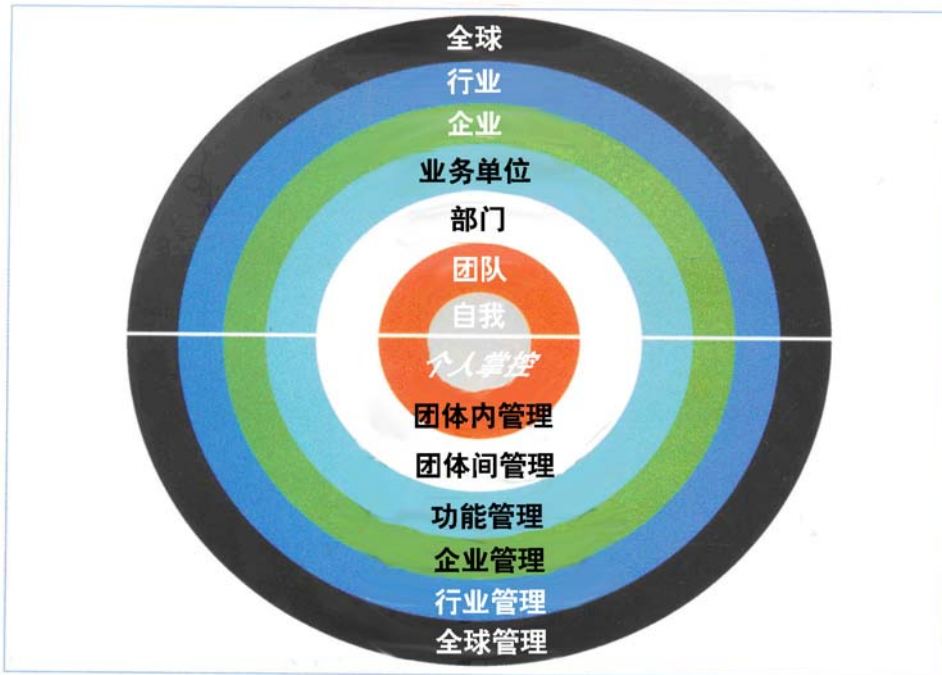 全球
行业
企业
业务单位
部门
团队
自我
个人掌控
团体内管理
团体间管理
功能管理
企业管理
行业管理
全球管理